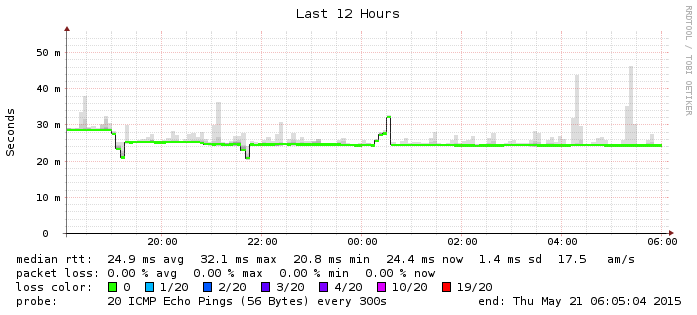 Last 12 Hours
RRDTOOL / TOBI OETIKER
Seconds
50 m
40 m
30 m
20 m
10 m
0
20:00 22:00 00:00 02:00 04:00 06:00
median rtt: 24.9 ms avg 32.1 ms max 20.8 ms min 24.4 ms now 1.4 ms sd 17.5 am/s
packet loss: 0.00 % avg 0.00 % max 0.00 % min 0.00 % now
loss color: 0 1/20 2/20 3/20 4/20 10/20 19/20
probe: 20 ICMP Echo Pings (56 Bytes) every 300s end: Thu May 21 06:05:04 2015